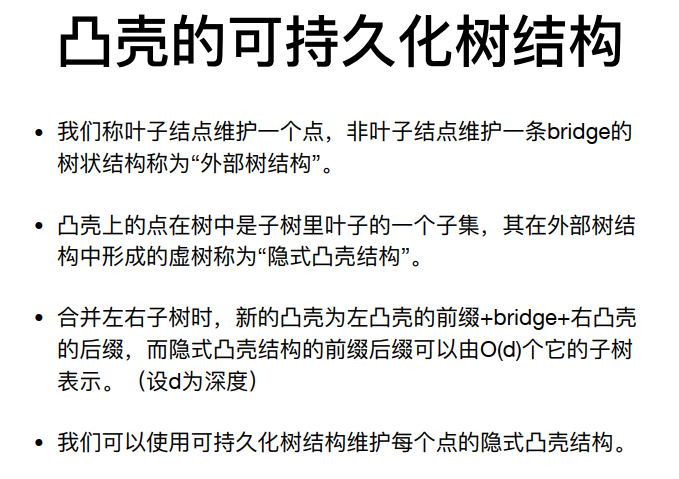 凸壳的可持久化树结构
• 我们称叶子结点维护一个点，非叶子结点维护一条bridge的
树状结构称为“外部树结构”。
• 凸壳上的点在树中是子树里叶子的一个子集，其在外部树结
构中形成的虚树称为“隐式凸壳结构”。
• 合并左右子树时，新的凸壳为左凸壳的前缀+bridge+右凸壳
的后缀，而隐式凸壳结构的前缀后缀可以由O(d)个它的子树
表示。（设d为深度）
• 我们可以使用可持久化树结构维护每个点的隐式凸壳结构。